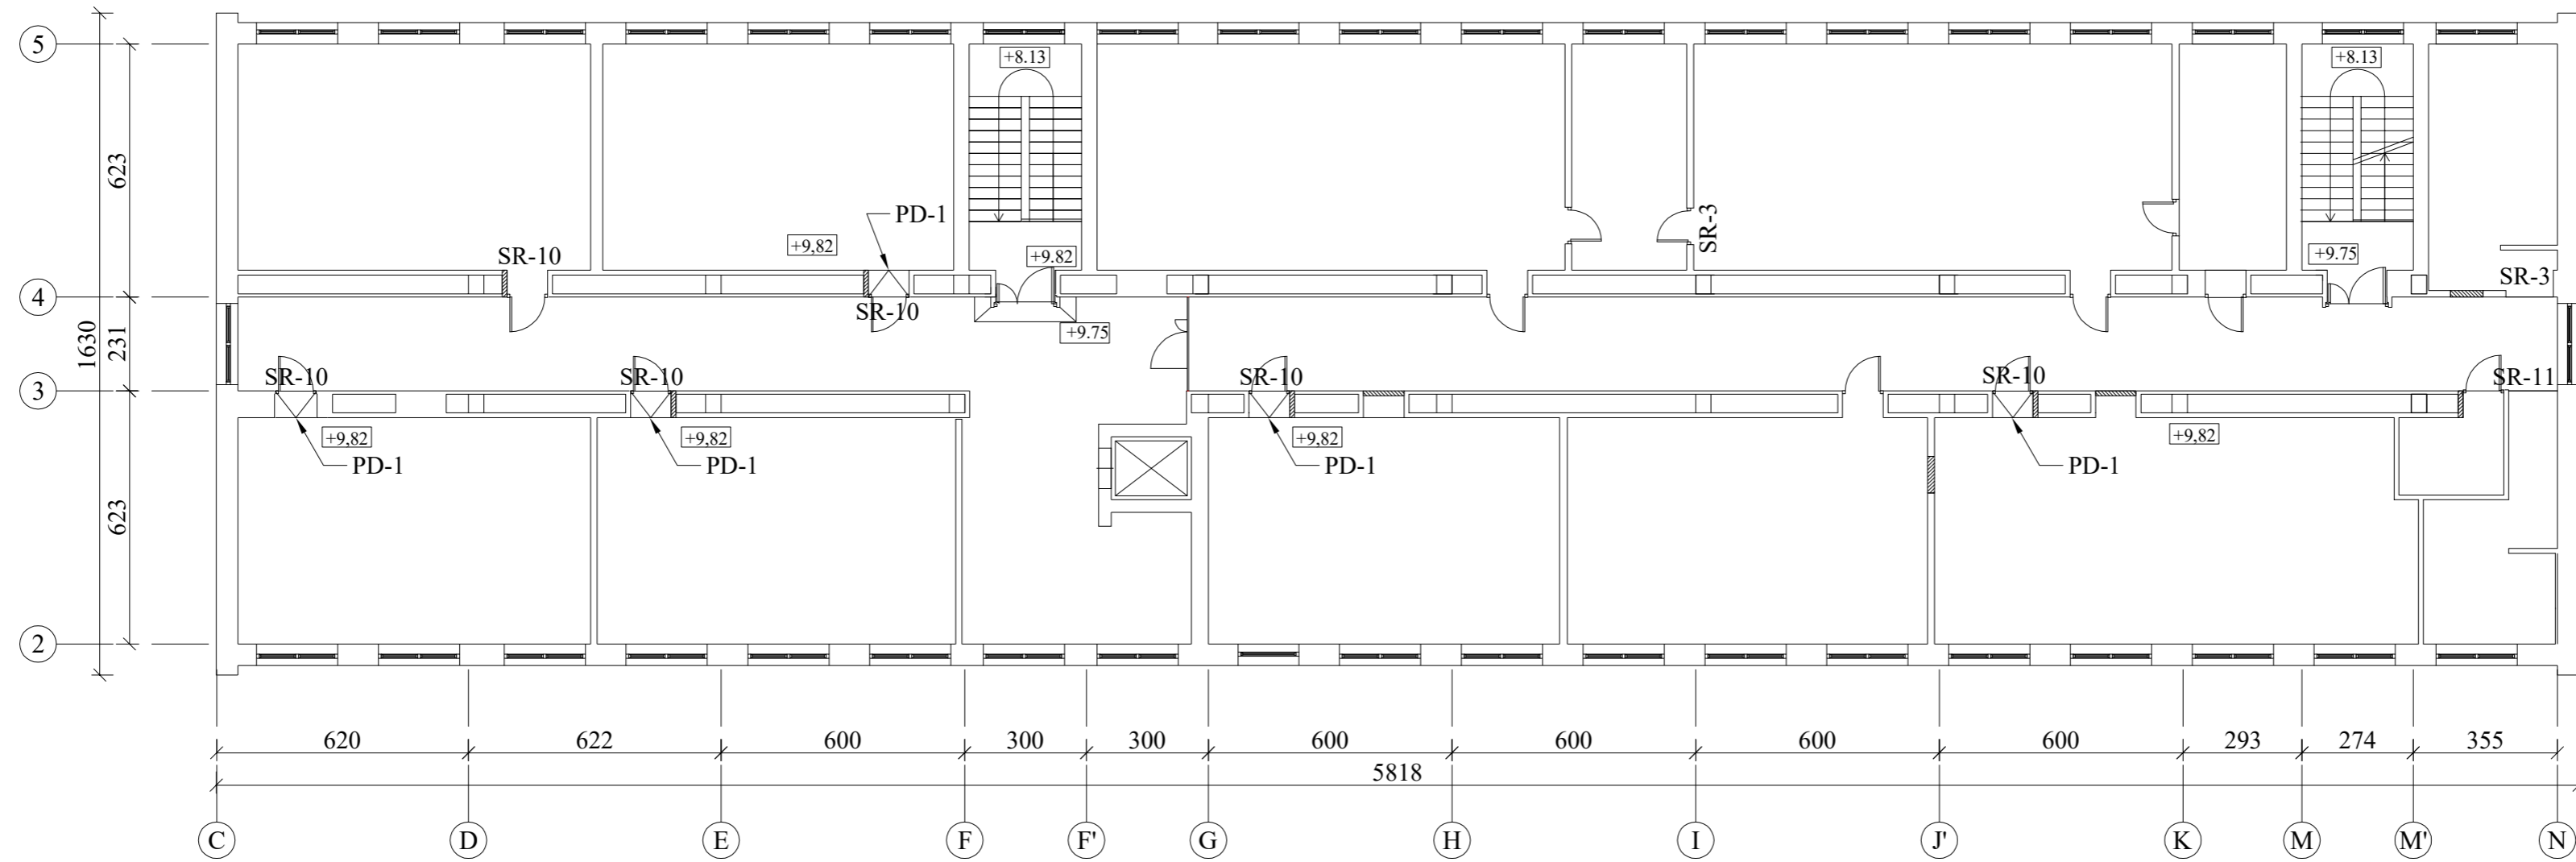 5
+8.13
+8.13
623
PD-1
SR-3
+9,82
SR-10
+9.82
+9.75
SR-3
4
SR-10
1630
231
+9.75
3
SR-10
SR-10
SR-10
SR-10
SR-11
+9,82
+9,82
+9,82
+9,82
PD-1
PD-1
PD-1
PD-1
623
2
620
622
600
300
300
600
600
600
600
293
274
355
5818
C
D
E
F
F'
G
H
I
J'
K
M
M'
N